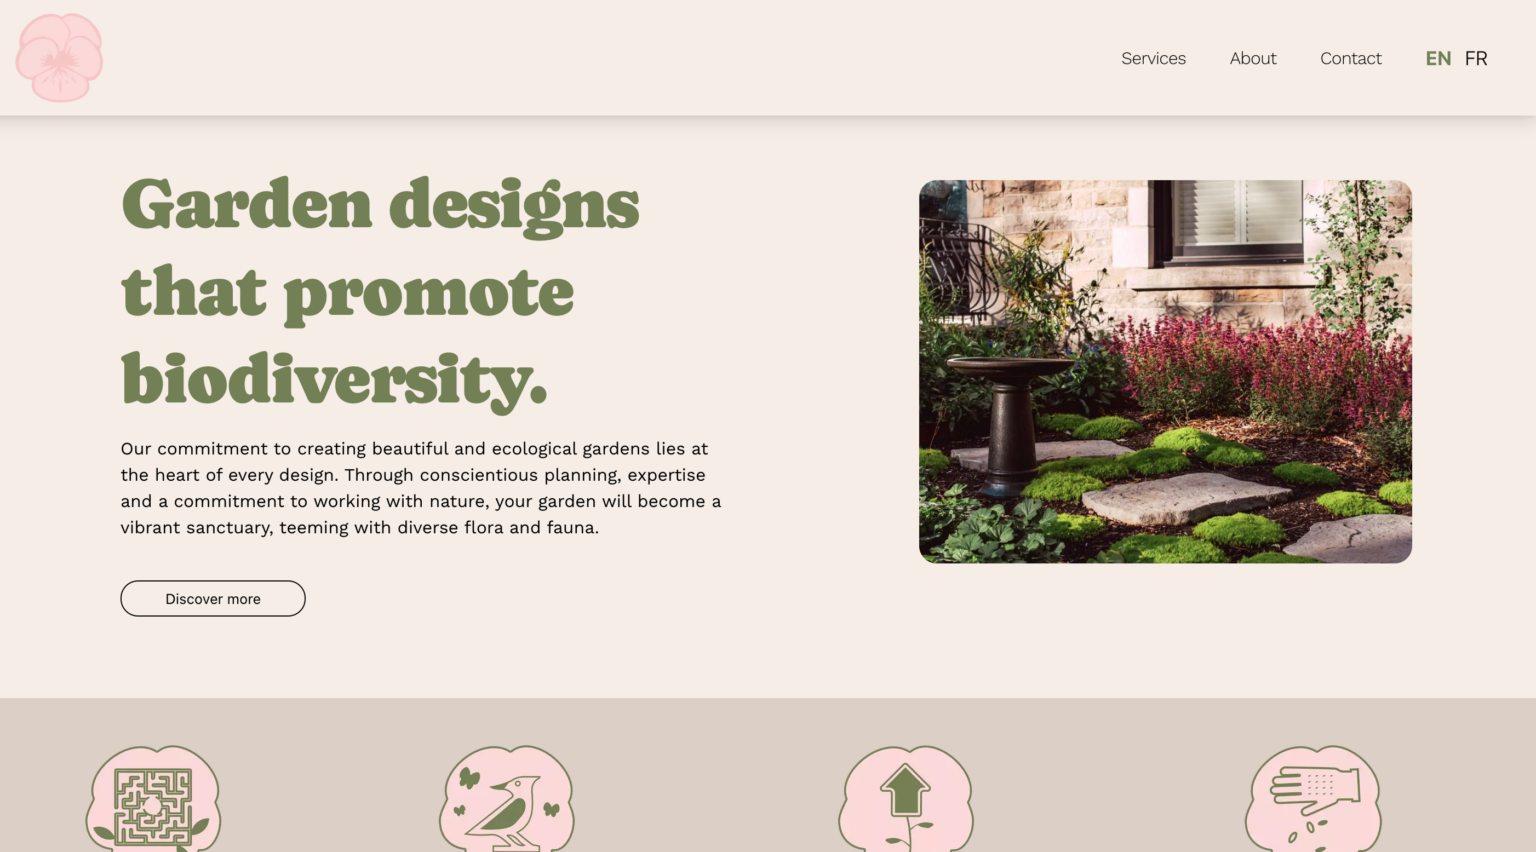 Services About Contact EN FR
Garden designs
that promote
biodiversity.
Our commitment to creating beautiful and ecological gardens lies at
the heart of every design. Through conscientious planning, expertise
and a commitment to working with nature, your garden will become a
vibrant sanctuary, teeming with diverse flora and fauna.
Discover more